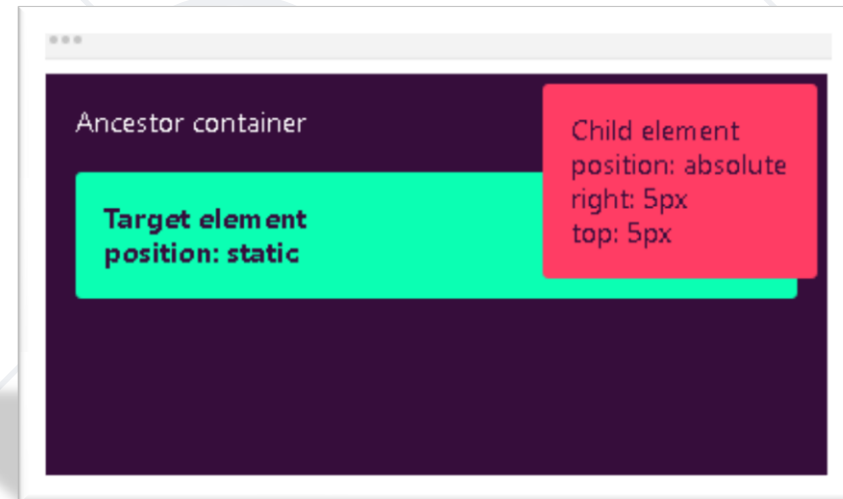 Ancestor container
Child element
position: absolute
right: 5px
top: 5px
Target element
position: static